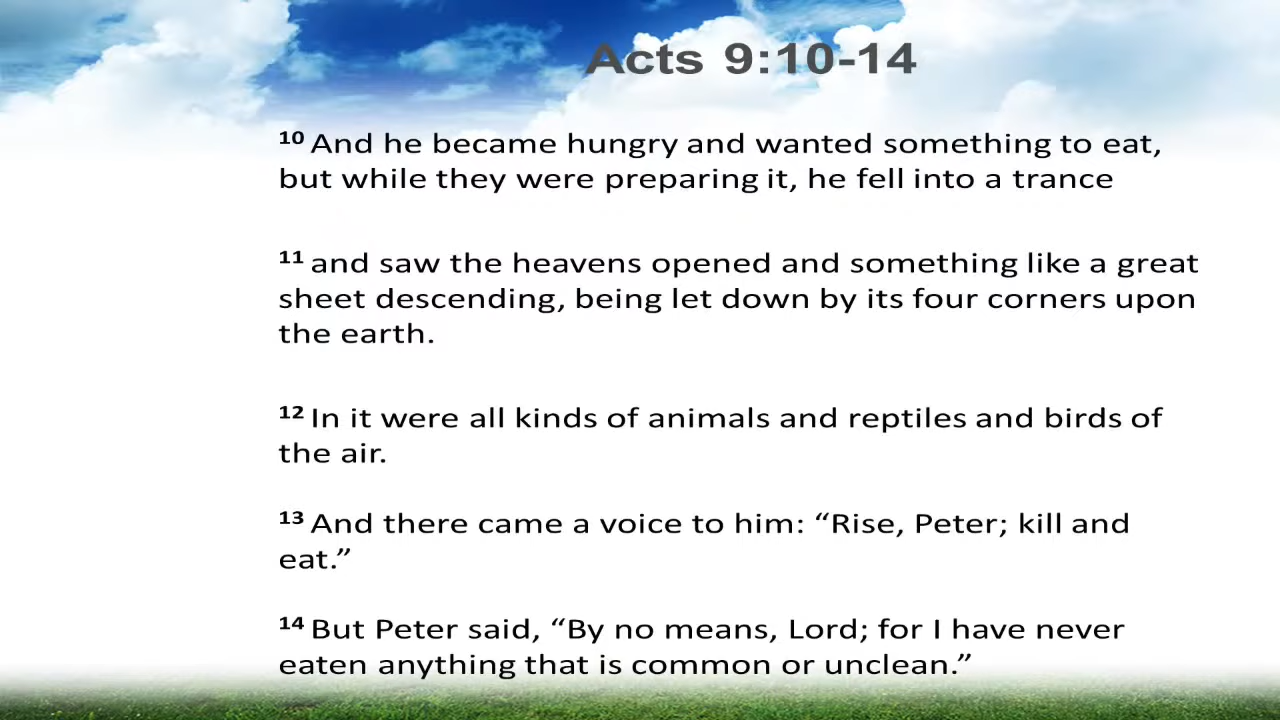 Acts 9:10-14
10 And he became hungry and wanted something to eat,
but while they were preparing it, he fell into a trance
11 and saw the heavens opened and something like a great
sheet descending, being let down by its four corners upon
the earth.
12 In it were all kinds of animals and reptiles and birds of
the air.
13 And there came a voice to him: “Rise, Peter; kill and
eat.”
14 But Peter said, “By no means, Lord; for I have never
eaten anything that is common or unclean.”